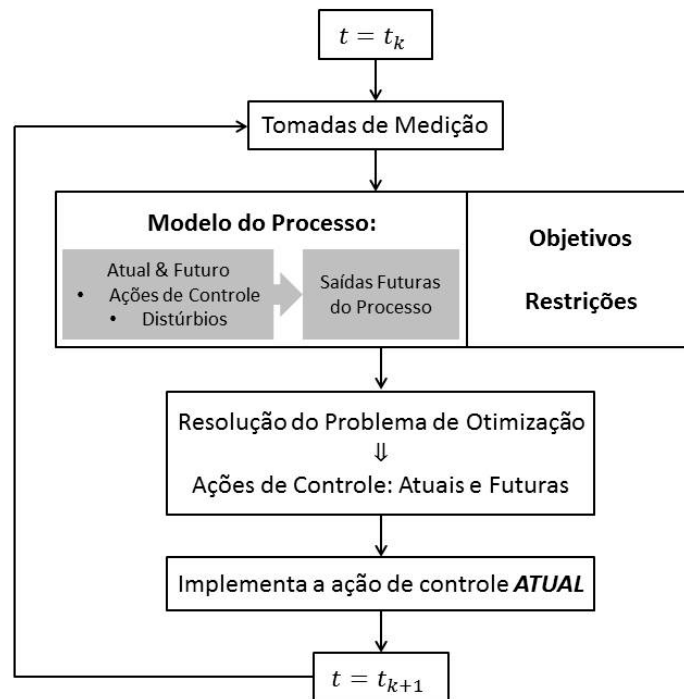 t = t_k
Tomadas de Medição
Modelo do Processo:
Atual & Futuro
• Ações de Controle
• Distúrbios
Saídas Futuras
do Processo
Objetivos
Restrições
Resolução do Problema de Otimização
⇓
Ações de Controle: Atuais e Futuras
Implementa a ação de controle ATUAL
t = t_{k+1}